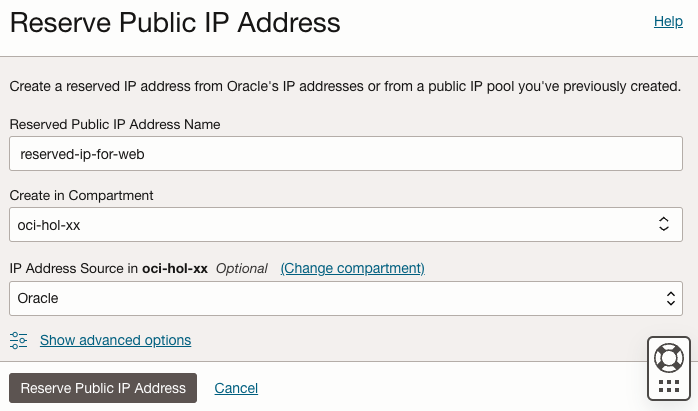 Reserve Public IP Address
Help
Create a reserved IP address from Oracle's IP addresses or from a public IP pool you've previously created.
Reserved Public IP Address Name
reserved-ip-for-web
Create in Compartment
oci-hol-xx
IP Address Source in oci-hol-xx Optional (Change compartment)
Oracle
Show advanced options
Reserve Public IP Address Cancel